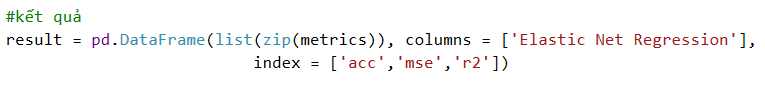 #kết quả
result = pd.DataFrame(list(zip(metrics)), columns = ['Elastic Net Regression'],
index = ['acc','mse','r2'])